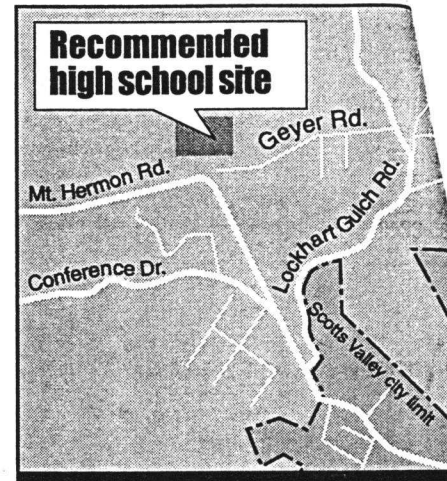 Recommended
high school site
Geyer Rd.
Mt. Hermon Rd.
Lockhart Gulch Rd.
Conference Dr.
Scotts Valley city limit